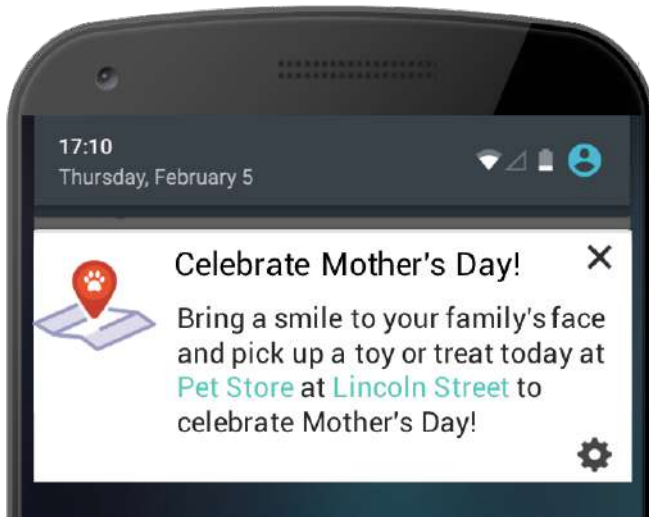 17:10
Thursday, February 5
Celebrate Mother's Day!
Bring a smile to your family's face
and pick up a toy or treat today at
Pet Store at Lincoln Street to
celebrate Mother's Day!